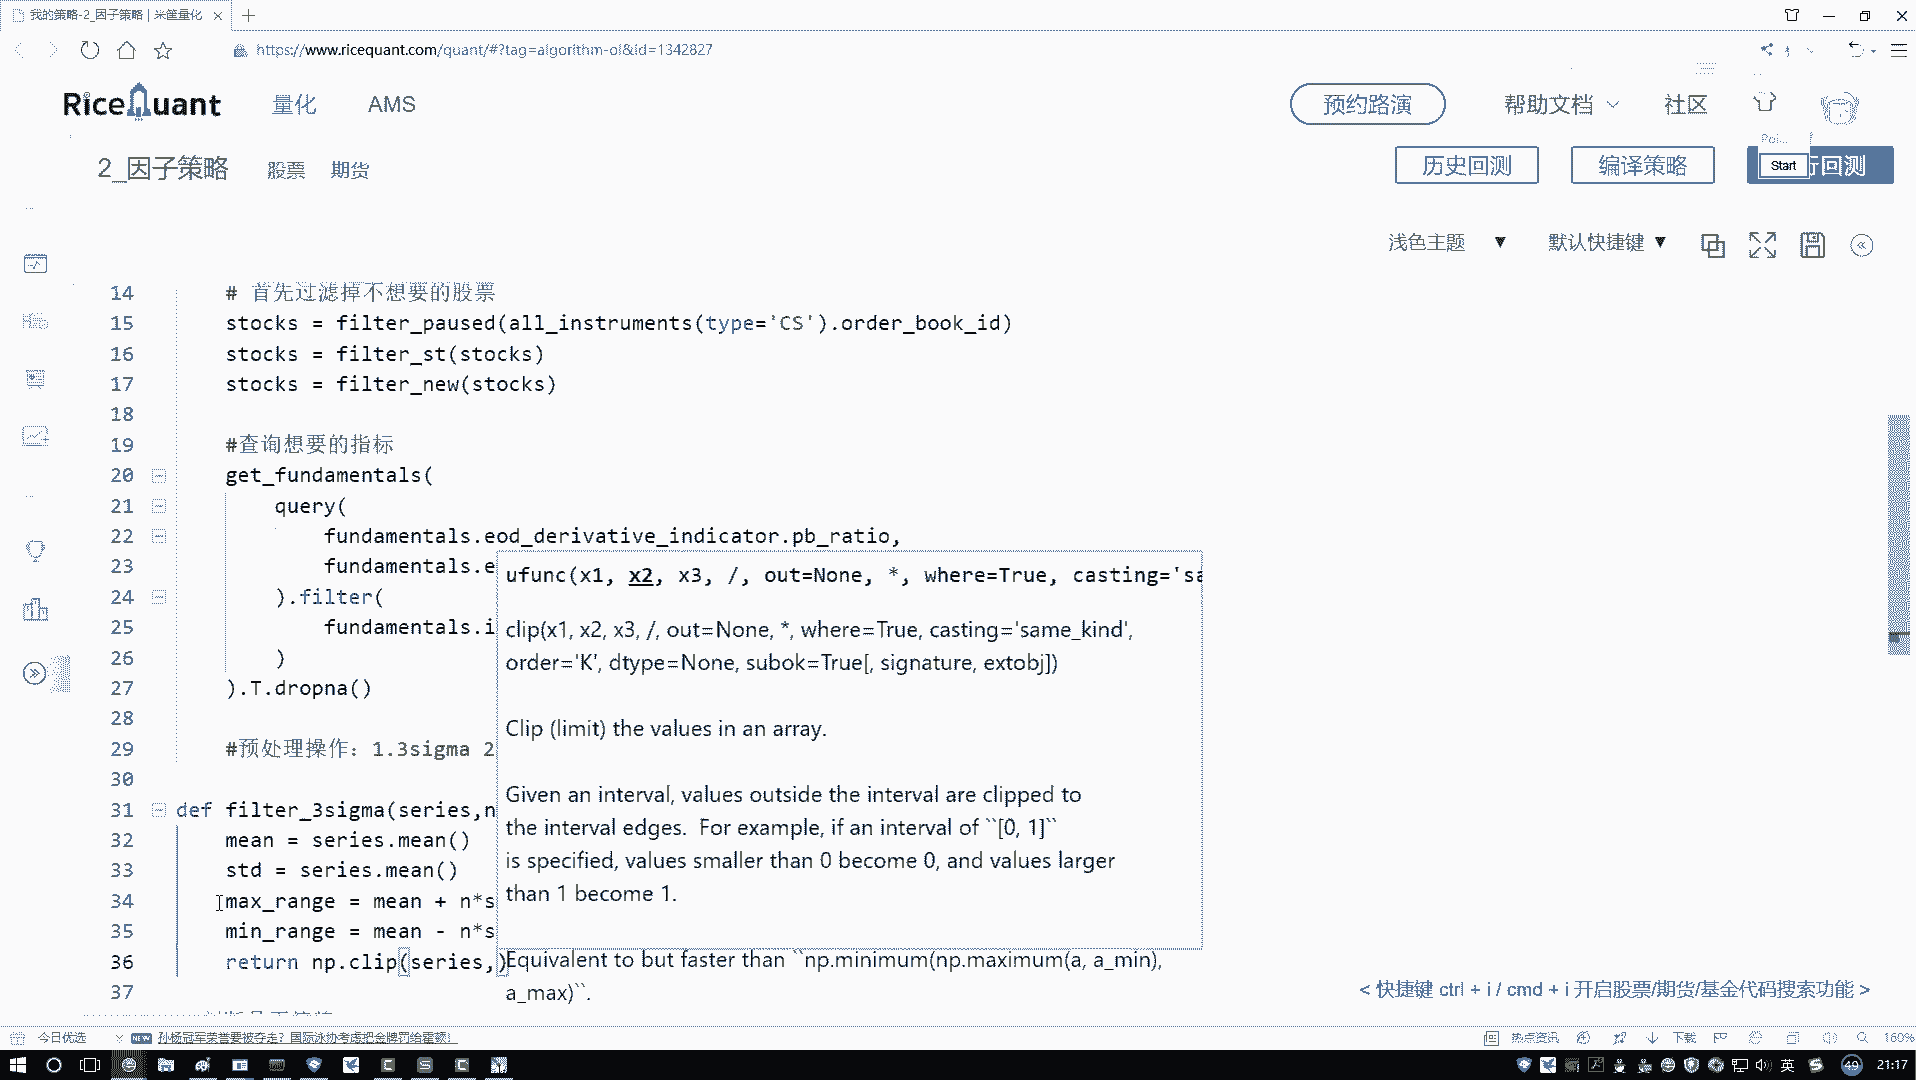 我的策略-2_因子策略 | 米筐量化
https://www.ricequant.com/quant/#?tag=algorithm-ol&id=1342827
RiceQuant 量化 AMS 预约路演 帮助文档 社区
Poi...
2_因子策略 股票 期货 历史回测 编译策略 Start 行回测
浅色主题 ▼ 默认快捷键 ▼
14 # 首先过滤掉不想要的股票
15 stocks = filter_paused(all_instruments(type='CS').order_book_id)
16 stocks = filter_st(stocks)
17 stocks = filter_new(stocks)
18
19 #查询想要的指标
20 get_fundamentals(
21 query(
22 fundamentals.eod_derivative_indicator.pb_ratio,
23 fundamentals.e
24 ).filter(
25 fundamentals.i
26 )
27 ).T.dropna()
28
29 #预处理操作：1.3sigma 2
30
31 def filter_3sigma(series,n
32 mean = series.mean()
33 std = series.mean()
34 max_range = mean + n*s
35 min_range = mean - n*s
36 return np.clip(series,)
37
ufunc(x1, x2, x3, /, out=None, *, where=True, casting='sa
clip(x1, x2, x3, /, out=None, *, where=True, casting='same_kind',
order='K', dtype=None, subok=True[, signature, extobj])
Clip (limit) the values in an array.
Given an interval, values outside the interval are clipped to
the interval edges. For example, if an interval of ``[0, 1]``
is specified, values smaller than 0 become 0, and values larger
than 1 become 1.
Equivalent to but faster than ``np.minimum(np.maximum(a, a_min),
a_max)``.
< 快捷键 ctrl + i / cmd + i 开启股票/期货/基金代码搜索功能 >
今日优选 NEW 孙杨冠军荣誉要被夺走？国际泳协考虑把金牌罚给霍顿！ 热点资讯 下载 160%
英 49 21:17